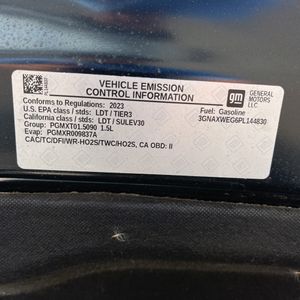 PL144830
VEHICLE EMISSION
CONTROL INFORMATION
gm
GENERAL
MOTORS
LLC
Conforms to Regulations: 2023
U.S. EPA class / stds: LDT / TIER3
California class / stds: LDT / SULEV30
Group: PGMXT01.5090 1.5L
Evap: PGMXR009837A
CAC/TC/DFI/WR-HO2S/TWC/HO2S, CA OBD: II
Fuel: Gasoline
3GNAXWEG6PL144830